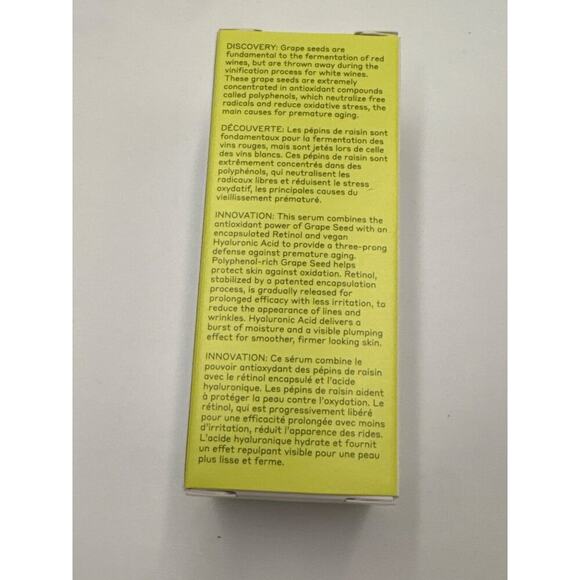 DISCOVERY: Grape seeds are
fundamental to the fermentation of red
wines, but are thrown away during the
vinification process for white wines.
These grape seeds are extremely
concentrated in antioxidant compounds
called polyphenols, which neutralize free
radicals and reduce oxidative stress, the
main causes for premature aging.
DÉCOUVERTE: Les pépins de raisin sont
fondamentaux pour la fermentation des
vins rouges, mais sont jetés lors de celle
des vins blancs. Ces pépins de raisin sont
extrêmement concentrés dans des
polyphénols, qui neutralisent les
radicaux libres et réduisent le stress
oxydatif, les principales causes du
vieillissement prématuré.
INNOVATION: This serum combines the
antioxidant power of Grape Seed with an
encapsulated Retinol and vegan
Hyaluronic Acid to provide a three-prong
defense against premature aging.
Polyphenol-rich Grape Seed helps
protect skin against oxidation. Retinol,
stabilized by a patented encapsulation
process, is gradually released for
prolonged efficacy with less irritation, to
reduce the appearance of lines and
wrinkles. Hyaluronic Acid delivers a
burst of moisture and a visible plumping
effect for smoother, firmer looking skin.
INNOVATION: Ce sérum combine le
pouvoir antioxydant des pépins de raisin
avec le rétinol encapsulé et l'acide
hyaluronique. Les pépins de raisin aident
à protéger la peau contre l'oxydation. Le
rétinol, qui est progressivement libéré
pour une efficacité prolongée avec moins
d'irritation, réduit l'apparence des rides.
L'acide hyaluronique hydrate et fournit
un effet repulpant visible pour une peau
plus lisse et ferme.